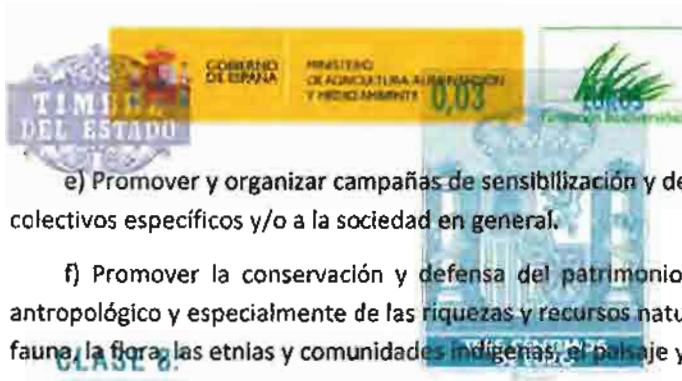 GOBIERNO
DE ESPAÑA
MINISTERIO
DE AGRICULTURA, ALIMENTACIÓN
Y MEDIO AMBIENTE
0,03
EUROS
Fundación Biodiversidad
TIMBRE
DEL ESTADO
e) Promover y organizar campañas de sensibilización y de
colectivos específicos y/o a la sociedad en general.
f) Promover la conservación y defensa del patrimonio
antropológico y especialmente de las riquezas y recursos natu
fauna, la flora, las etnias y comunidades indígenas, el paisaje y
CLASE 8.ª